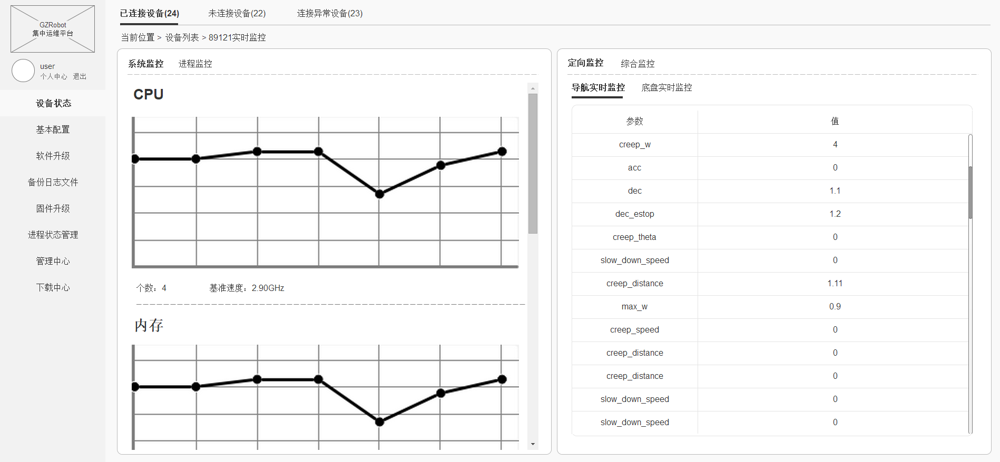 GZRobot
集中运维平台
user
个人中心 退出
设备状态
基本配置
软件升级
备份日志文件
固件升级
进程状态管理
管理中心
下载中心
已连接设备(24) 未连接设备(22) 连接异常设备(23)
当前位置 > 设备列表 > 89121实时监控
系统监控 进程监控
CPU
个数：4 基准速度：2.90GHz
内存
定向监控 综合监控
导航实时监控 底盘实时监控
参数 值
creep_w 4
acc 0
dec 1.1
dec_estop 1.2
creep_theta 0
slow_down_speed 0
creep_distance 1.11
max_w 0.9
creep_speed 0
creep_distance 0
creep_distance 0
slow_down_speed 0
slow_down_speed 0